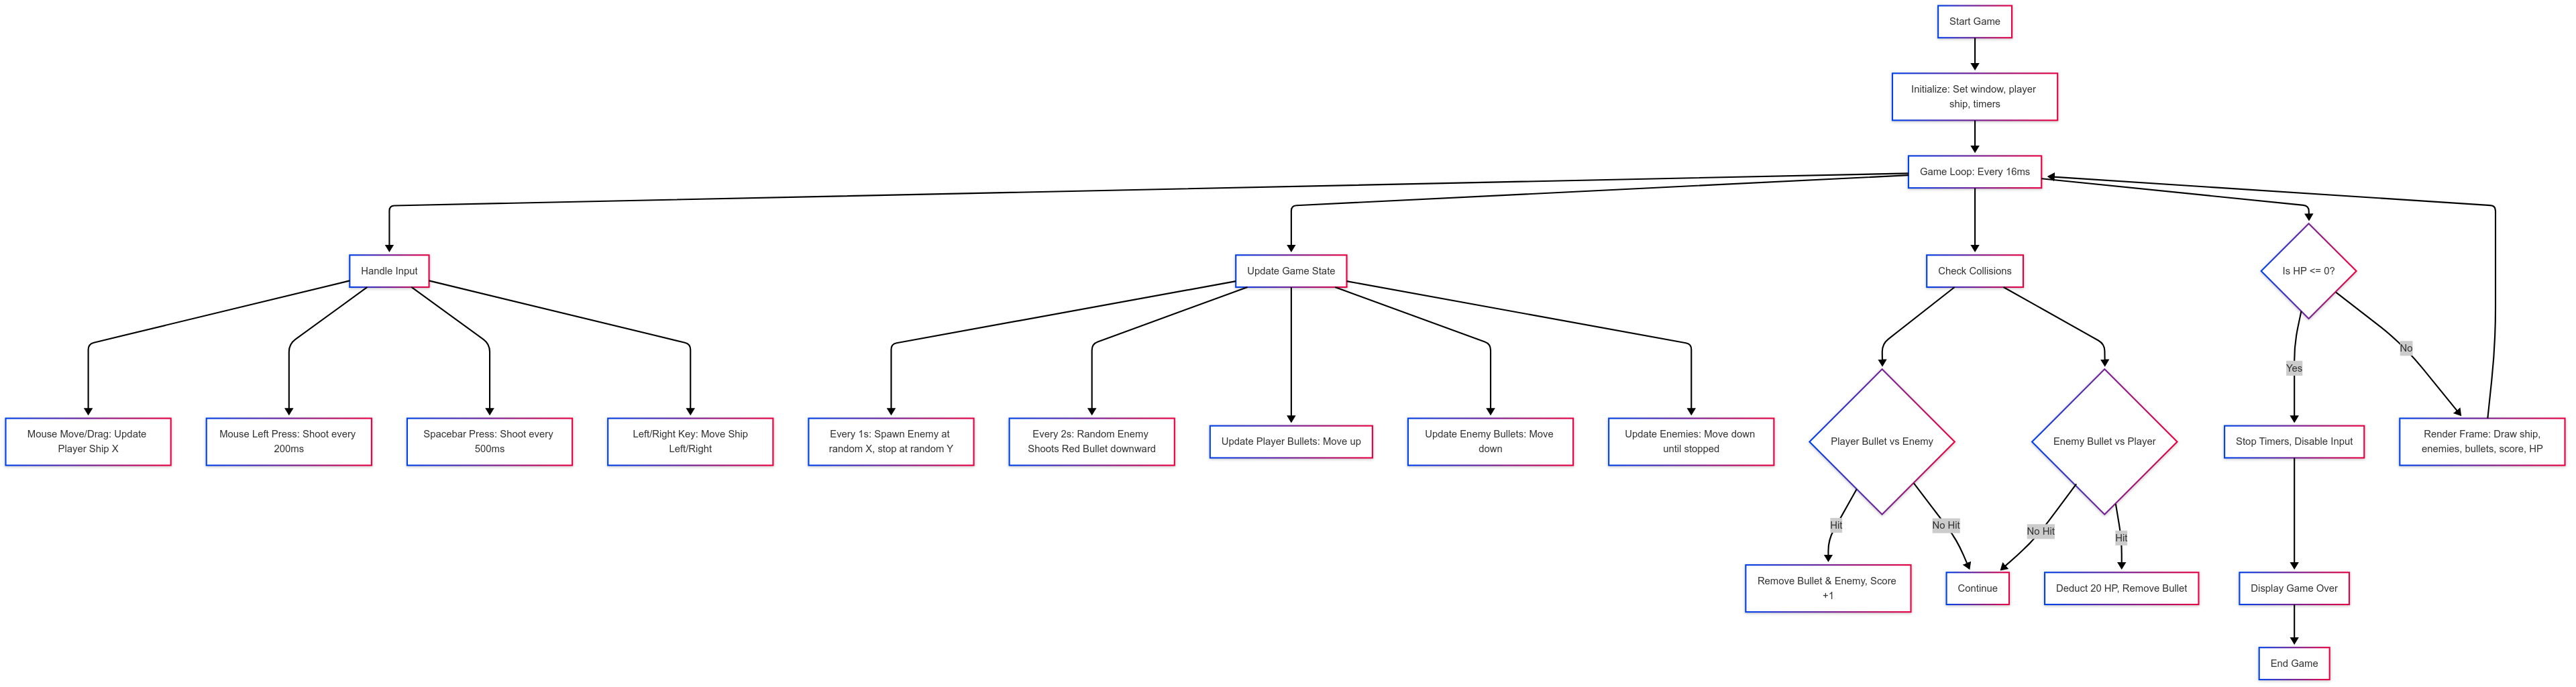 Start Game
Initialize: Set window, player
ship, timers
Game Loop: Every 16ms
Handle Input
Update Game State
Check Collisions
Is HP <= 0?
No
Yes
Mouse Move/Drag: Update
Player Ship X
Mouse Left Press: Shoot every
200ms
Spacebar Press: Shoot every
500ms
Left/Right Key: Move Ship
Left/Right
Every 1s: Spawn Enemy at
random X, stop at random Y
Every 2s: Random Enemy
Shoots Red Bullet downward
Update Player Bullets: Move up
Update Enemy Bullets: Move
down
Update Enemies: Move down
until stopped
Player Bullet vs Enemy
Enemy Bullet vs Player
Stop Timers, Disable Input
Render Frame: Draw ship,
enemies, bullets, score, HP
Hit
No Hit
No Hit
Hit
Remove Bullet & Enemy, Score
+1
Continue
Deduct 20 HP, Remove Bullet
Display Game Over
End Game